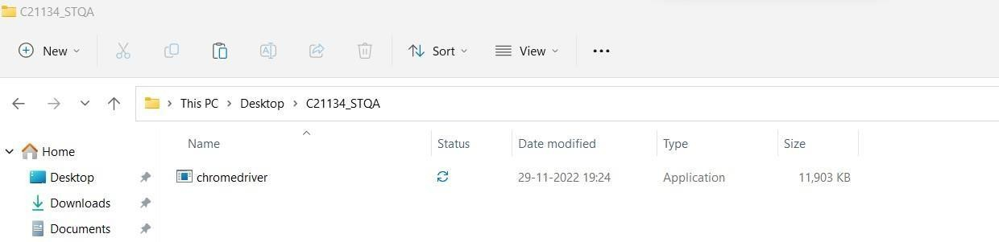 C21134_STQA
New Sort View
This PC Desktop C21134_STQA
Name Status Date modified Type Size
Home
Desktop
Downloads
Documents
chromedriver 29-11-2022 19:24 Application 11,903 KB